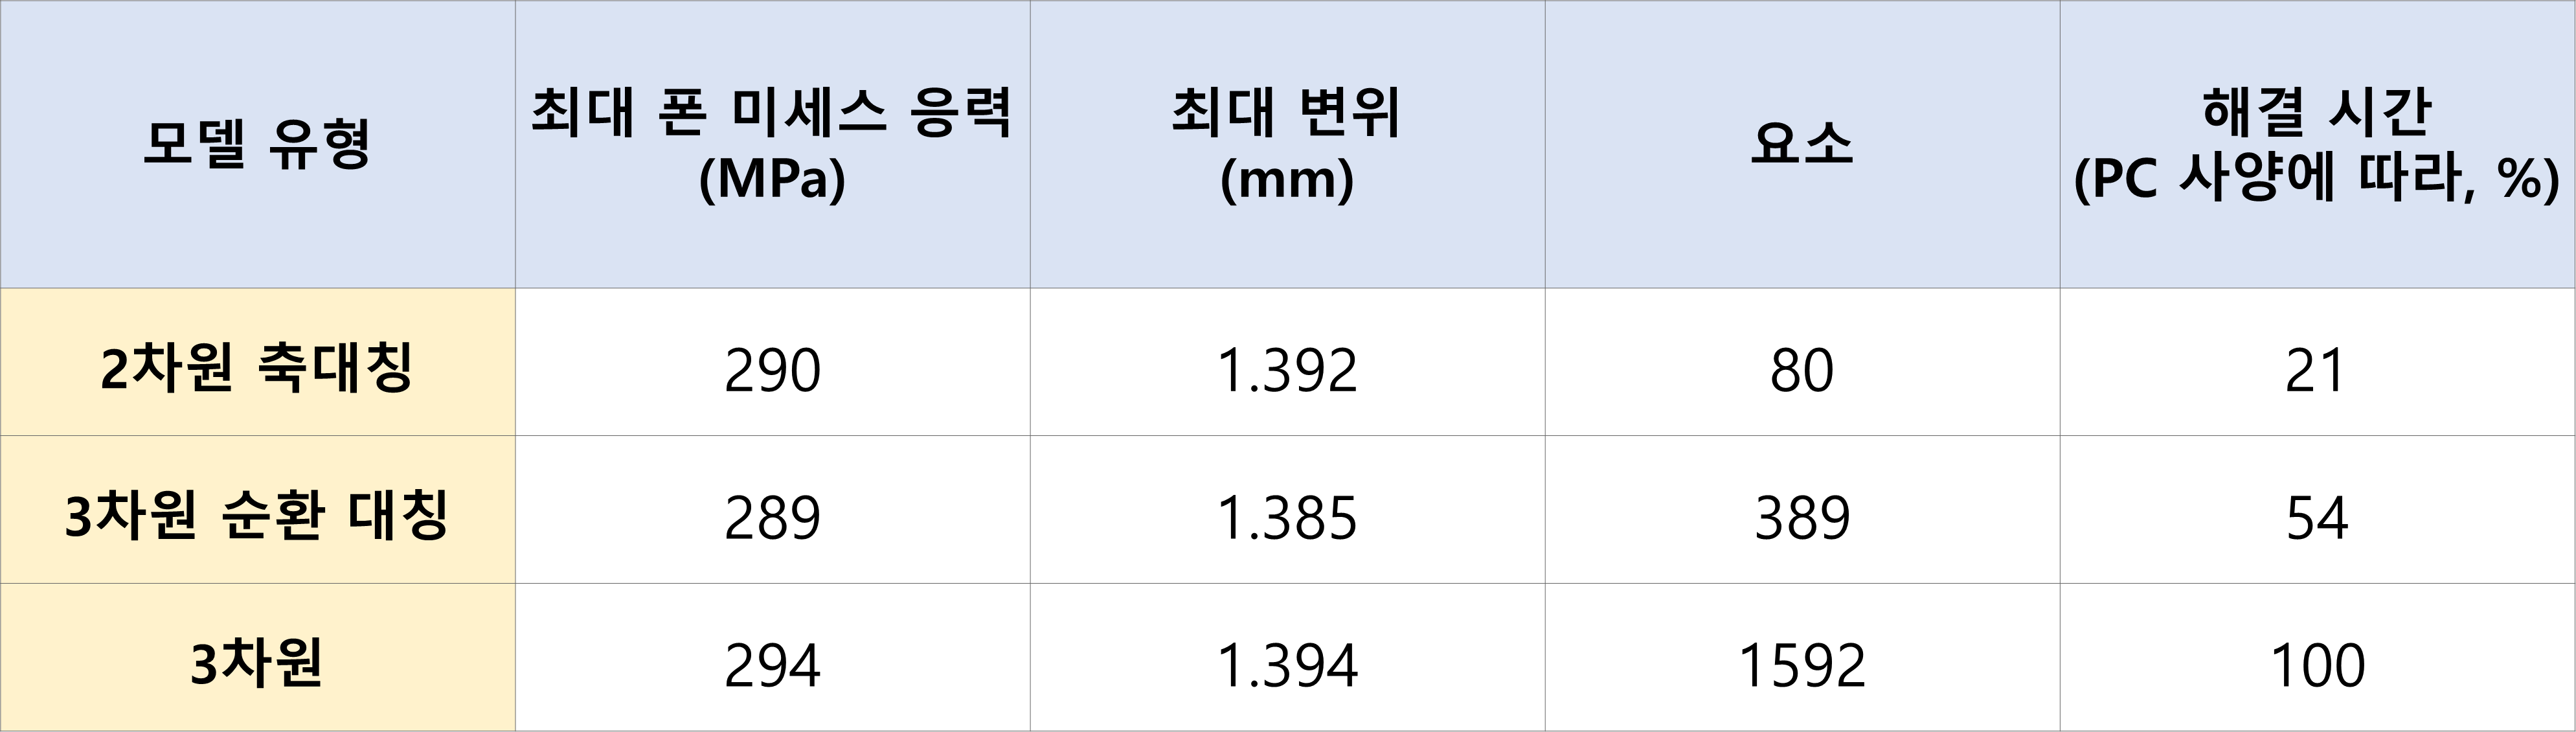 모델 유형
최대 폰 미세스 응력
(MPa)
최대 변위
(mm)
요소
해결 시간
(PC 사양에 따라, %)
2차원 축대칭
290
1.392
80
21
3차원 순환 대칭
289
1.385
389
54
3차원
294
1.394
1592
100